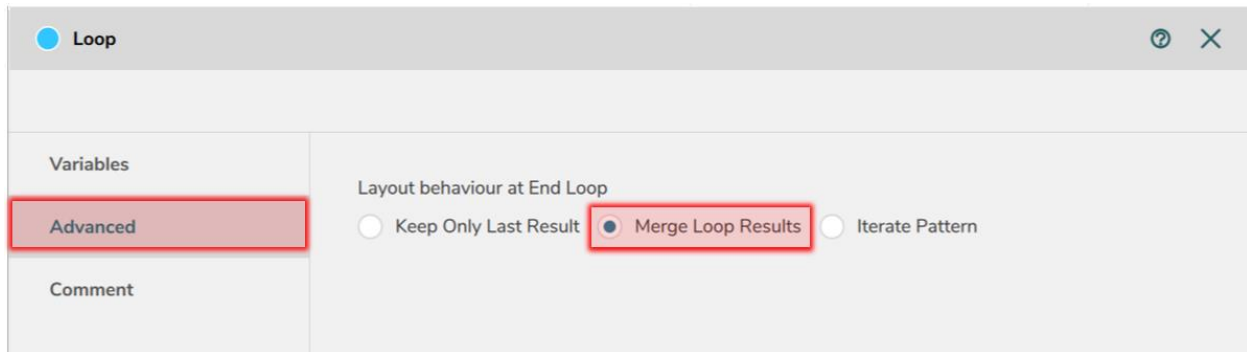 Loop
Variables
Layout behaviour at End Loop
Advanced
Keep Only Last Result Merge Loop Results Iterate Pattern
Comment